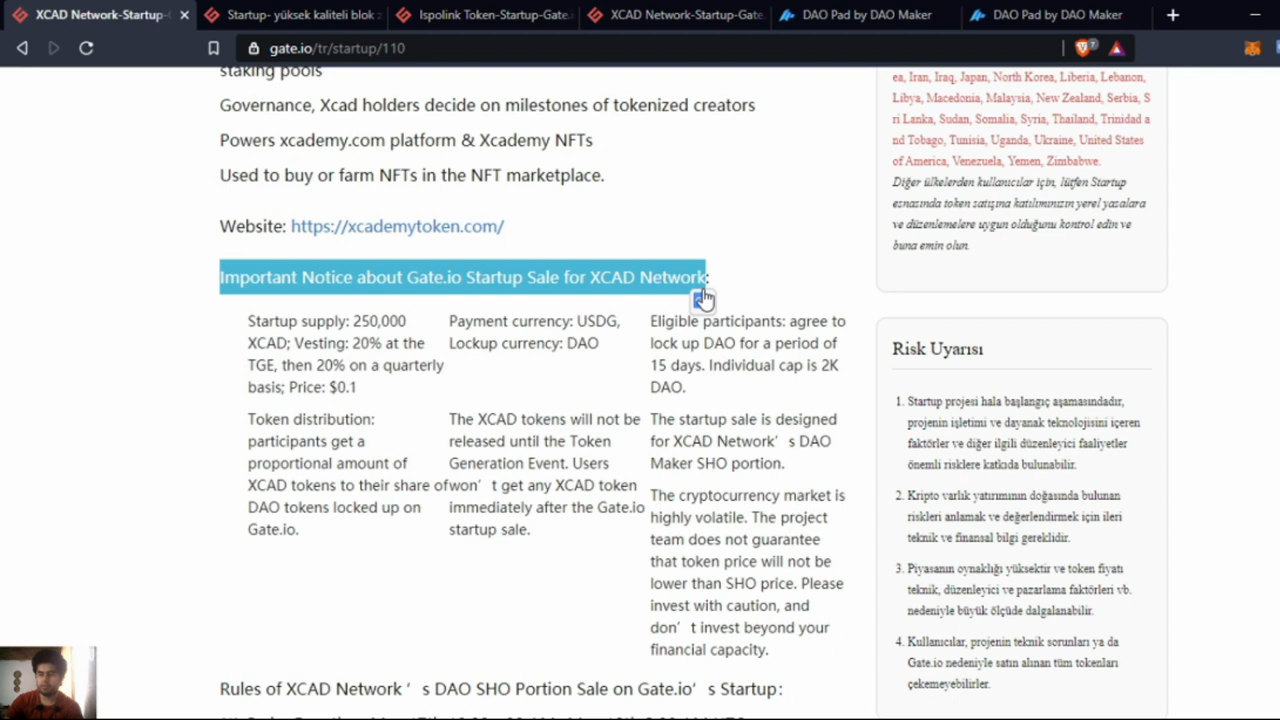 XCAD Network-Startup-
Startup- yüksek kaliteli blok z
Ispolink Token-Startup-Gate.
XCAD Network-Startup-Gate.
DAO Pad by DAO Maker
DAO Pad by DAO Maker
gate.io/tr/startup/110
staking pools
Governance, Xcad holders decide on milestones of tokenized creators
Powers xcademy.com platform & Xcademy NFTs
Used to buy or farm NFTs in the NFT marketplace.
Website: https://xcademytoken.com/
Important Notice about Gate.io Startup Sale for XCAD Network:
Startup supply: 250,000
XCAD; Vesting: 20% at the
TGE, then 20% on a quarterly
basis; Price: $0.1
Payment currency: USDG,
Lockup currency: DAO
Eligible participants: agree to
lock up DAO for a period of
15 days. Individual cap is 2K
DAO.
Token distribution:
participants get a
proportional amount of
XCAD tokens to their share of
DAO tokens locked up on
Gate.io.
The XCAD tokens will not be
released until the Token
Generation Event. Users
won’t get any XCAD token
immediately after the Gate.io
startup sale.
The startup sale is designed
for XCAD Network’s DAO
Maker SHO portion.
The cryptocurrency market is
highly volatile. The project
team does not guarantee
that token price will not be
lower than SHO price. Please
invest with caution, and
don’t invest beyond your
financial capacity.
Rules of XCAD Network‘s DAO SHO Portion Sale on Gate.io’s Startup:
ea, Iran, Iraq, Japan, North Korea, Liberia, Lebanon,
Libya, Macedonia, Malaysia, New Zealand, Serbia, S
ri Lanka, Sudan, Somalia, Syria, Thailand, Trinidad a
nd Tobago, Tunisia, Uganda, Ukraine, United States
of America, Venezuela, Yemen, Zimbabwe.
Diğer ülkelerden kullanıcılar için, lütfen Startup
esnasında token satışına katılımınızın yerel yasalara
ve düzenlemelere uygun olduğunu kontrol edin ve
buna emin olun.
Risk Uyarısı
1. Startup projesi hala başlangıç aşamasındadır,
projenin işletimi ve dayanak teknolojisini içeren
faktörler ve diğer ilgili düzenleyici faaliyetler
önemli risklere katkıda bulunabilir.
2. Kripto varlık yatırımının doğasında bulunan
riskleri anlamak ve değerlendirmek için ileri
teknik ve finansal bilgi gereklidir.
3. Piyasanın oynaklığı yüksektir ve token fiyatı
teknik, düzenleyici ve pazarlama faktörleri vb.
nedeniyle büyük ölçüde dalgalanabilir.
4. Kullanıcılar, projenin teknik sorunları ya da
Gate.io nedeniyle satın alınan tüm tokenları
çekemeyebilirler.